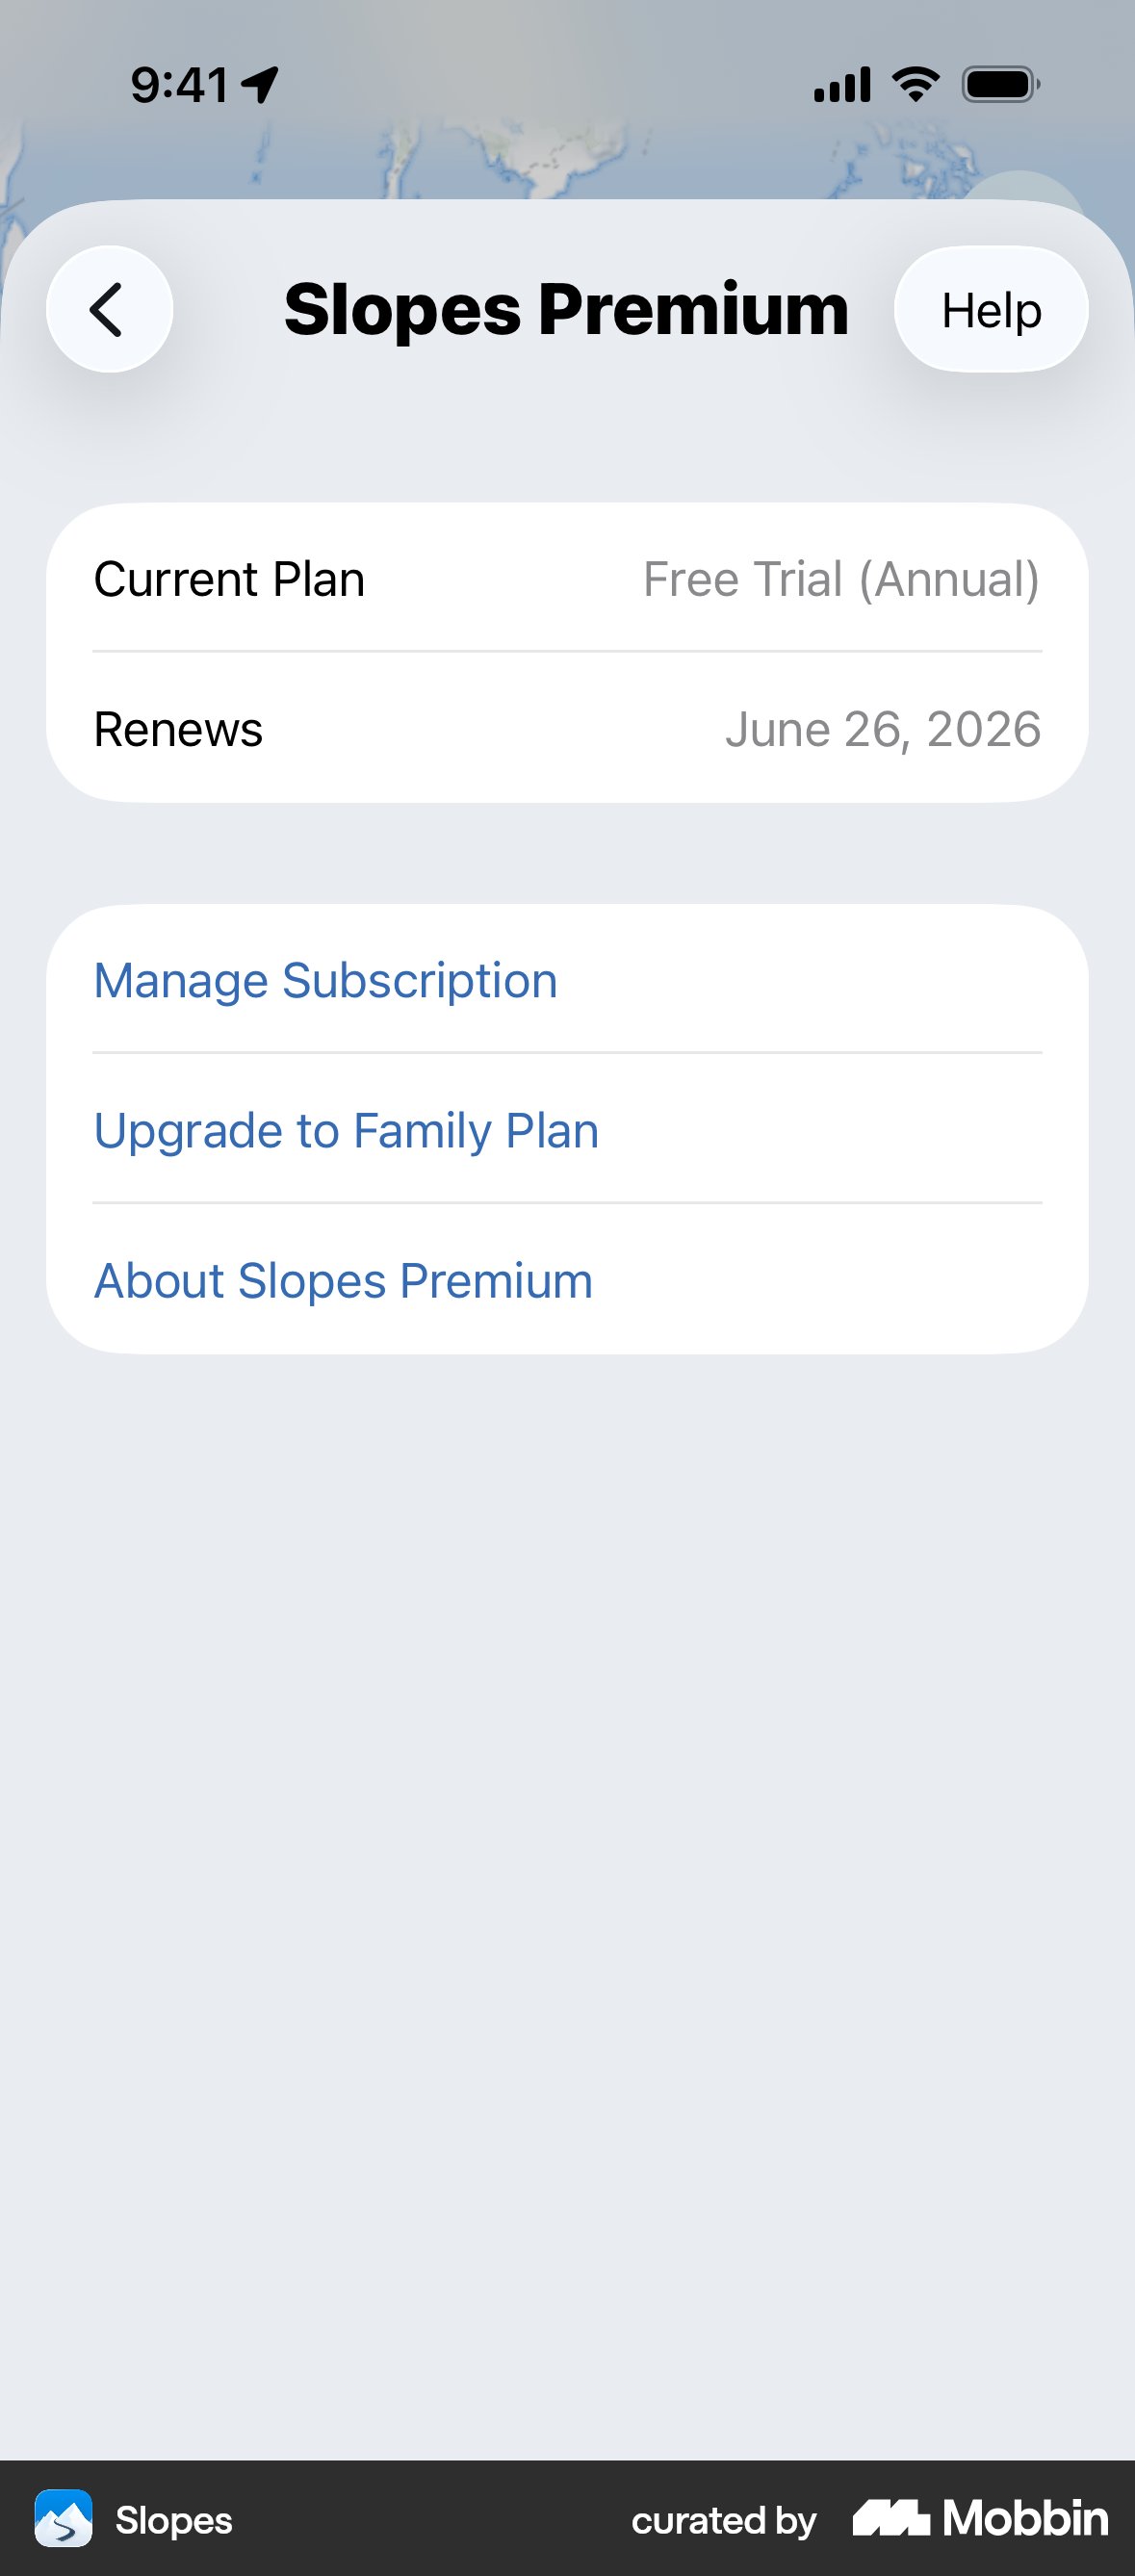 9:41
Slopes Premium
Help
Current Plan
Free Trial (Annual)
Renews
June 26, 2026
Manage Subscription
Upgrade to Family Plan
About Slopes Premium
Slopes
curated by
Mobbin